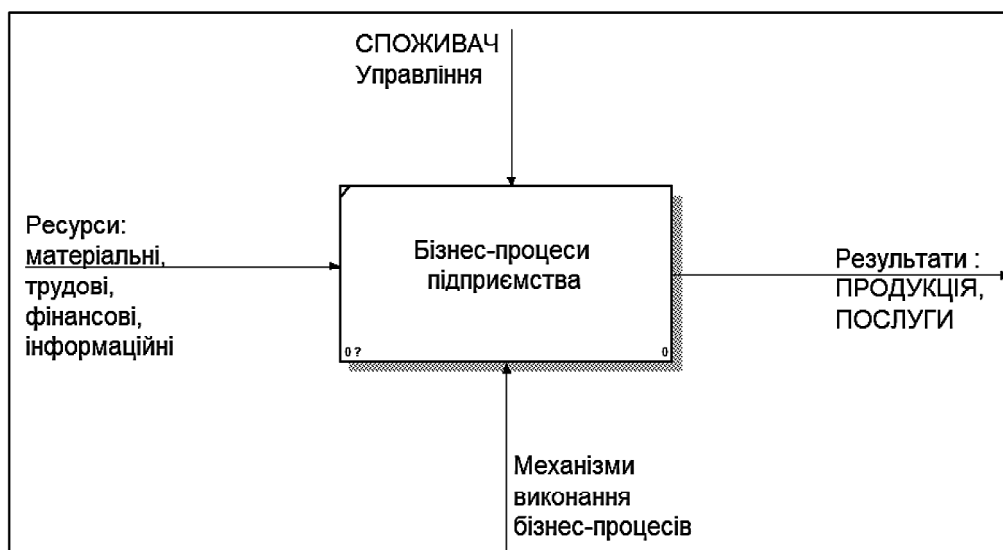 СПОЖИВАЧ
Управління
Ресурси:
матеріальні,
трудові,
фінансові,
інформаційні
Бізнес-процеси
підприємства
0 ?
0
Результати :
ПРОДУКЦІЯ,
ПОСЛУГИ
Механізми
виконання
бізнес-процесів